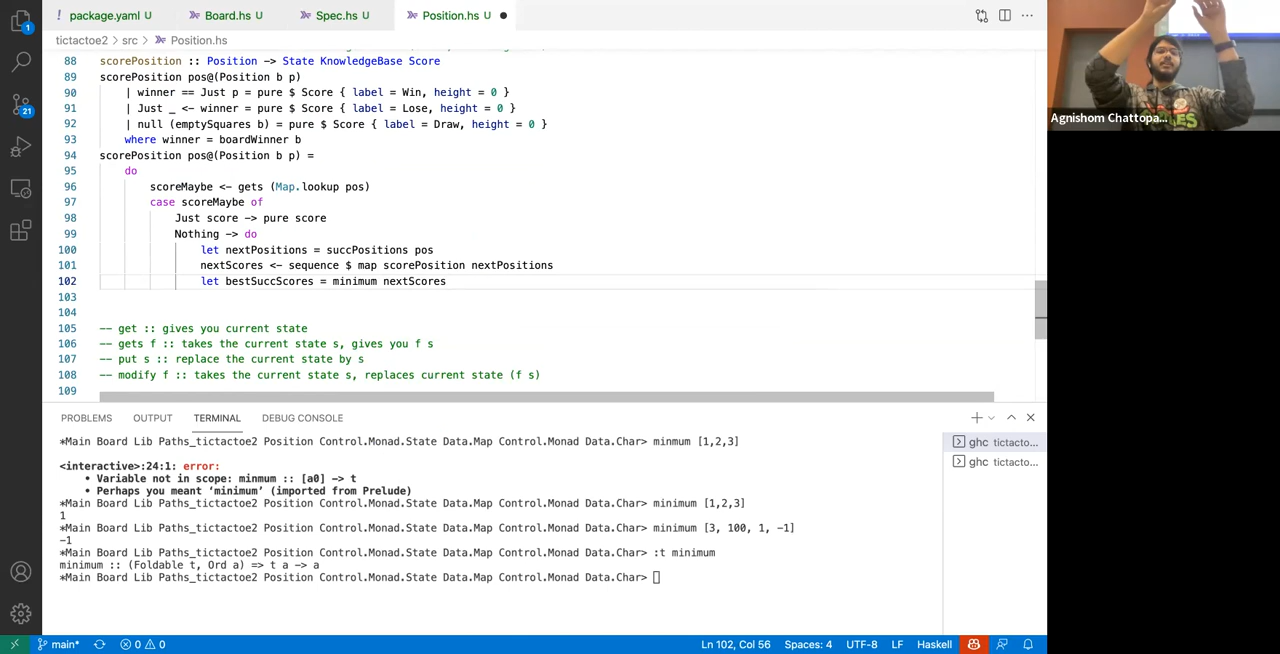 package.yaml U
Board.hs U
Spec.hs U
Position.hs U
tictactoe2 > src > Position.hs
88 scorePosition :: Position -> State KnowledgeBase Score
89 scorePosition pos@(Position b p)
90 | winner == Just p = pure $ Score { label = Win, height = 0 }
91 | Just _ <- winner = pure $ Score { label = Lose, height = 0 }
92 | null (emptySquares b) = pure $ Score { label = Draw, height = 0 }
93 where winner = boardWinner b
94 scorePosition pos@(Position b p) =
95 do
96 scoreMaybe <- gets (Map.lookup pos)
97 case scoreMaybe of
98 Just score -> pure score
99 Nothing -> do
100 let nextPositions = succPositions pos
101 nextScores <- sequence $ map scorePosition nextPositions
102 let bestSuccScores = minimum nextScores
103
104
105 -- get :: gives you current state
106 -- gets f :: takes the current state s, gives you f s
107 -- put s :: replace the current state by s
108 -- modify f :: takes the current state s, replaces current state (f s)
109
PROBLEMS OUTPUT TERMINAL DEBUG CONSOLE
*Main Board Lib Paths_tictactoe2 Position Control.Monad.State Data.Map Control.Monad Data.Char> minmum [1,2,3]
<interactive>:24:1: error:
• Variable not in scope: minmum :: [a0] -> t
• Perhaps you meant ‘minimum’ (imported from Prelude)
*Main Board Lib Paths_tictactoe2 Position Control.Monad.State Data.Map Control.Monad Data.Char> minimum [1,2,3]
1
*Main Board Lib Paths_tictactoe2 Position Control.Monad.State Data.Map Control.Monad Data.Char> minimum [3, 100, 1, -1]
-1
*Main Board Lib Paths_tictactoe2 Position Control.Monad.State Data.Map Control.Monad Data.Char> :t minimum
minimum :: (Foldable t, Ord a) => t a -> a
*Main Board Lib Paths_tictactoe2 Position Control.Monad.State Data.Map Control.Monad Data.Char>
ghc tictacto...
ghc tictacto...
main* 0 0 Ln 102, Col 56 Spaces: 4 UTF-8 LF Haskell
1
21
Agnishom Chattopa...